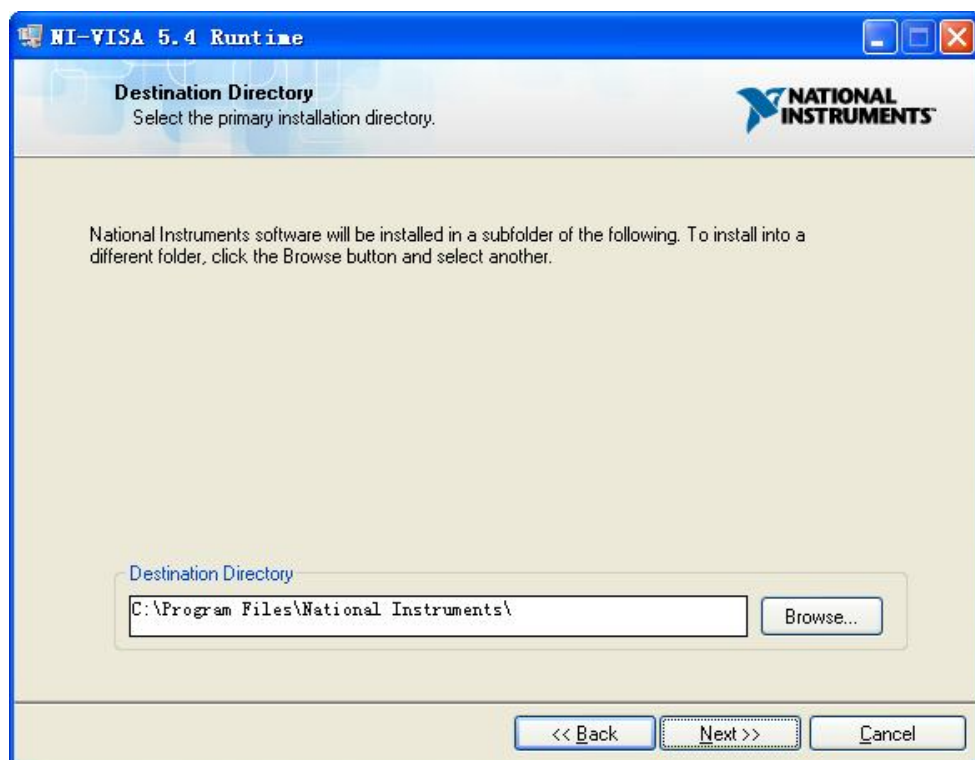 NI-VISA 5.4 Runtime
Destination Directory
Select the primary installation directory.
NATIONAL
INSTRUMENTS™
National Instruments software will be installed in a subfolder of the following. To install into a
different folder, click the Browse button and select another.
Destination Directory
C:\Program Files\National Instruments\
Browse...
<< Back
Next >>
Cancel